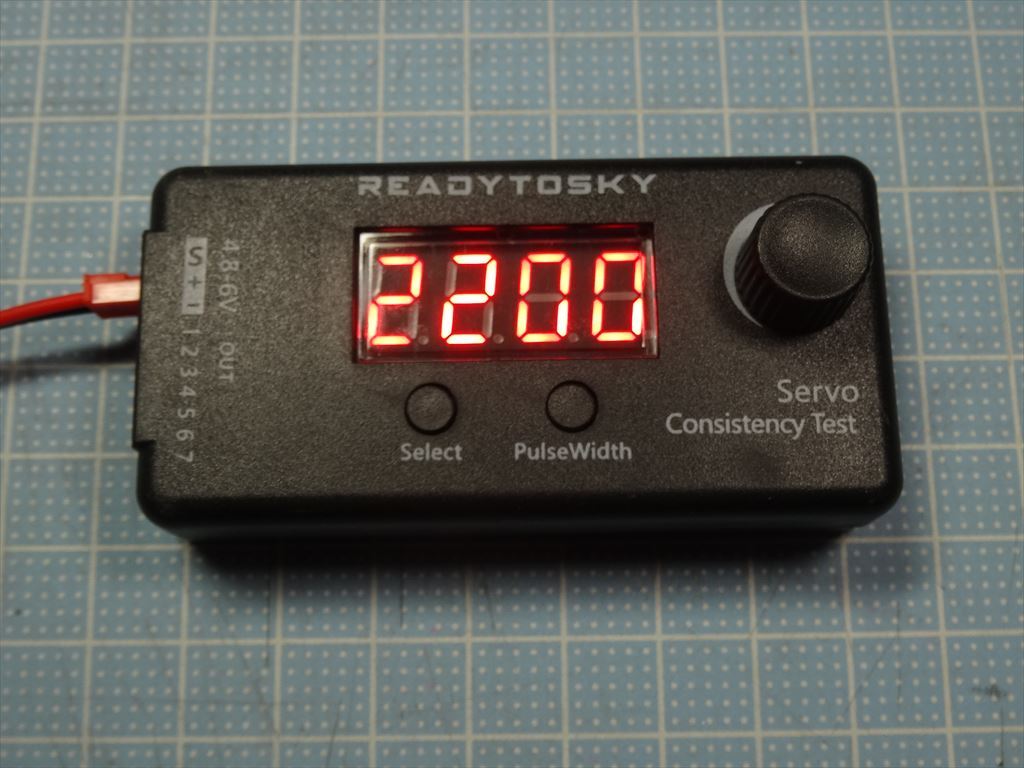 READYTOSKY
2200
4.8-6V OUT
S + - 1 2 3 4 5 6 7
Select
PulseWidth
Servo
Consistency Test